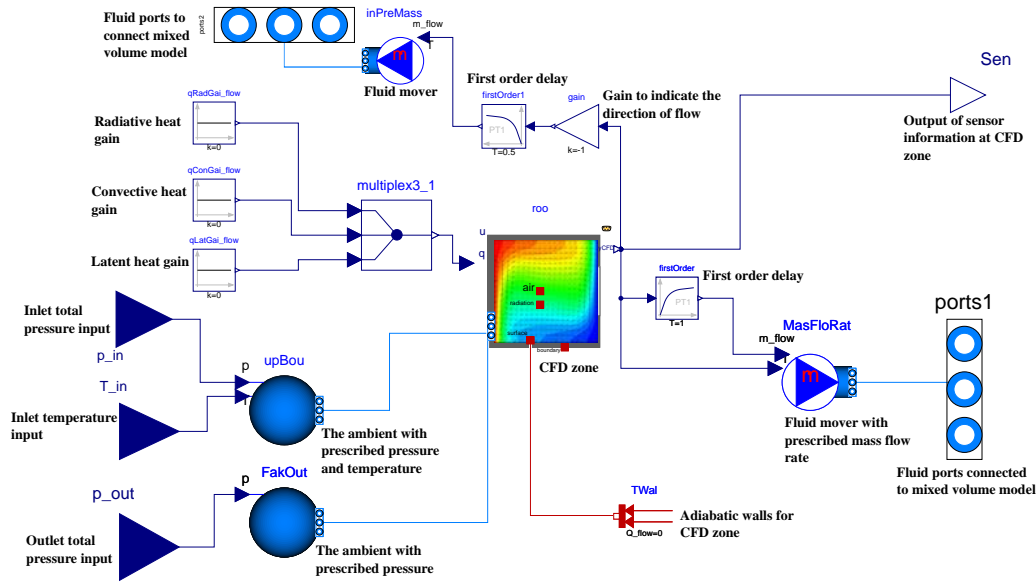 Fluid ports to
connect mixed
volume model
ports2
inPreMass
m_flow
T
m
Fluid mover
First order delay
firstOrder1
PT1
T=0.5
gain
k=-1
Gain to indicate the
direction of flow
Sen
Output of sensor
information at CFD
zone
Radiative heat
gain
qRadGai_flow
k=0
Convective heat
gain
qConGai_flow
k=0
Latent heat gain
qLatGai_flow
k=0
multiplex3_1
roo
u
q
yCFD
air
radiation
surface
boundary
CFD zone
firstOrder
PT1
T=1
First order delay
MasFloRat
m_flow
T
m
ports1
Fluid mover with
prescribed mass flow
rate
Fluid ports connected
to mixed volume model
Inlet total
pressure input
p_in
T_in
Inlet temperature
input
upBou
p
T
The ambient with
prescribed pressure
and temperature
p_out
Outlet total
pressure input
FakOut
p
The ambient with
prescribed pressure
TWal
Q_flow=0
Adiabatic walls for
CFD zone